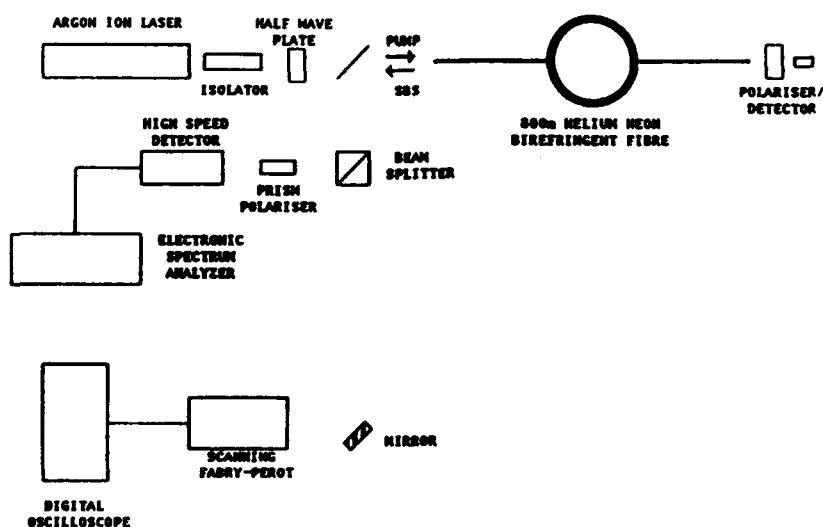 ARGON ION LASER
HALF WAVE
PLATE
PUMP
ISOLATOR
SBS
POLARISER/
DETECTOR
800m HELIUM NEON
BIREFRINGENT FIBRE
HIGH SPEED
DETECTOR
BEAM
SPLITTER
PRISM
POLARISER
ELECTRONIC
SPECTRUM
ANALYZER
MIRROR
SCANNING
FABRY-PEROT
DIGITAL
OSCILLOSCOPE